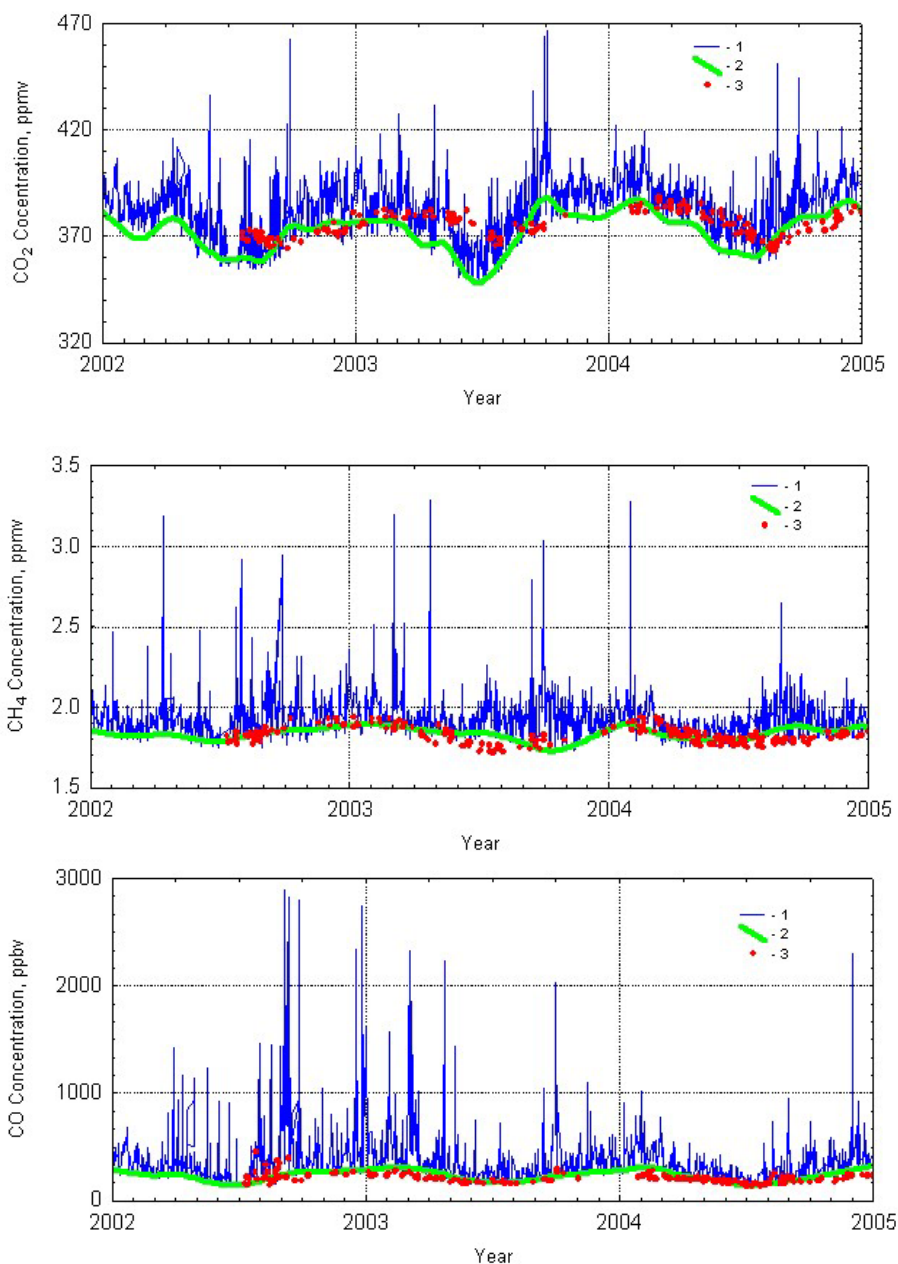 470
420
370
320
CO2 Cocentration, ppmv
- 1
- 2
- 3
2002 2003 2004 2005
Year
3.5
3.0
2.5
2.0
1.5
CH4 Concentration, ppmv
- 1
- 2
- 3
2002 2003 2004 2005
Year
3000
2000
1000
0
CO Concentration, ppbv
- 1
- 2
- 3
2002 2003 2004 2005
Year